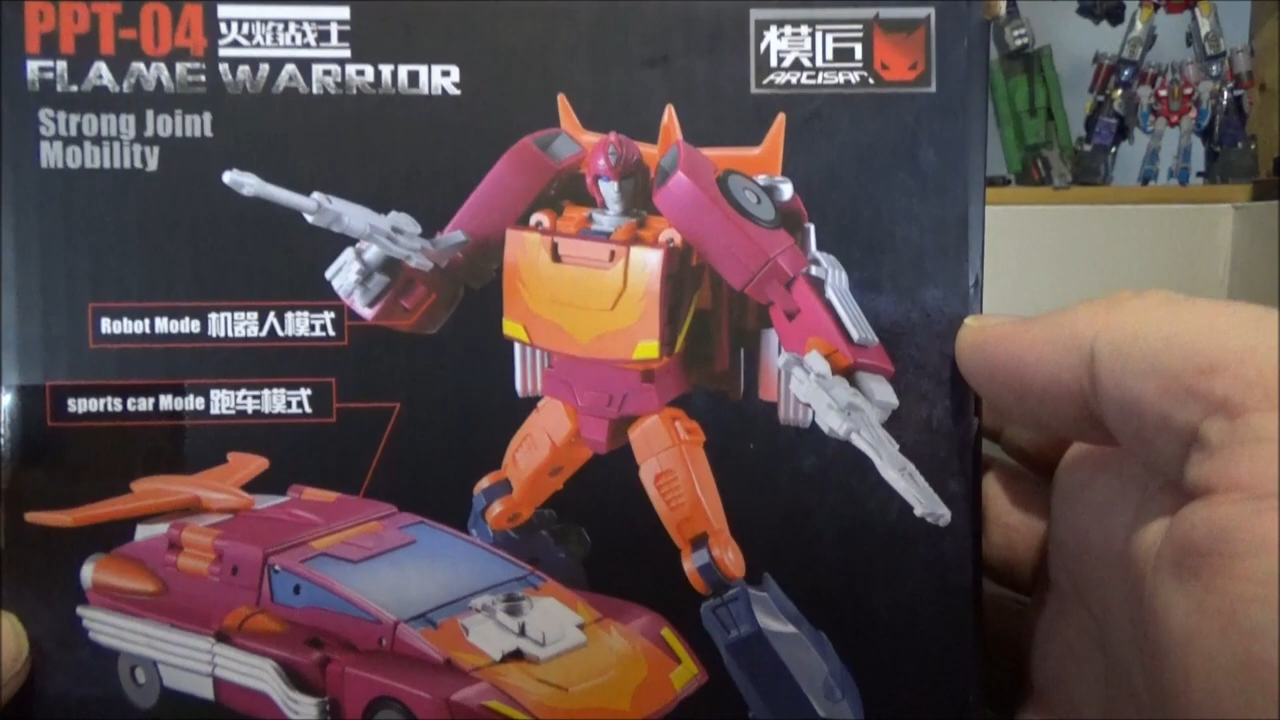 PPT-04 火焰战士
FLAME WARRIOR
Strong Joint
Mobility
模匠
ARTISAN
Robot Mode 机器人模式
sports car Mode 跑车模式